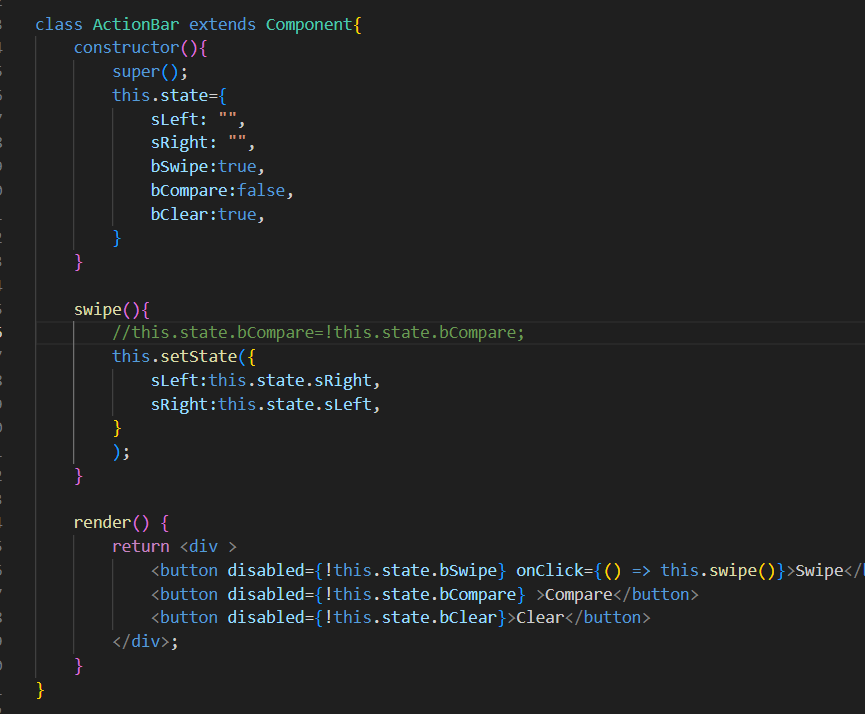 class ActionBar extends Component{
    constructor(){
        super();
        this.state={
            sLeft: "",
            sRight: "",
            bSwipe:true,
            bCompare:false,
            bClear:true,
        }
    }

    swipe(){
        //this.state.bCompare=!this.state.bCompare;
        this.setState({
            sLeft:this.state.sRight,
            sRight:this.state.sLeft,
        }
        );
    }

    render() {
        return <div >
            <button disabled={!this.state.bSwipe} onClick={() => this.swipe()}>Swipe</
            <button disabled={!this.state.bCompare} >Compare</button>
            <button disabled={!this.state.bClear}>Clear</button>
        </div>;
    }
}